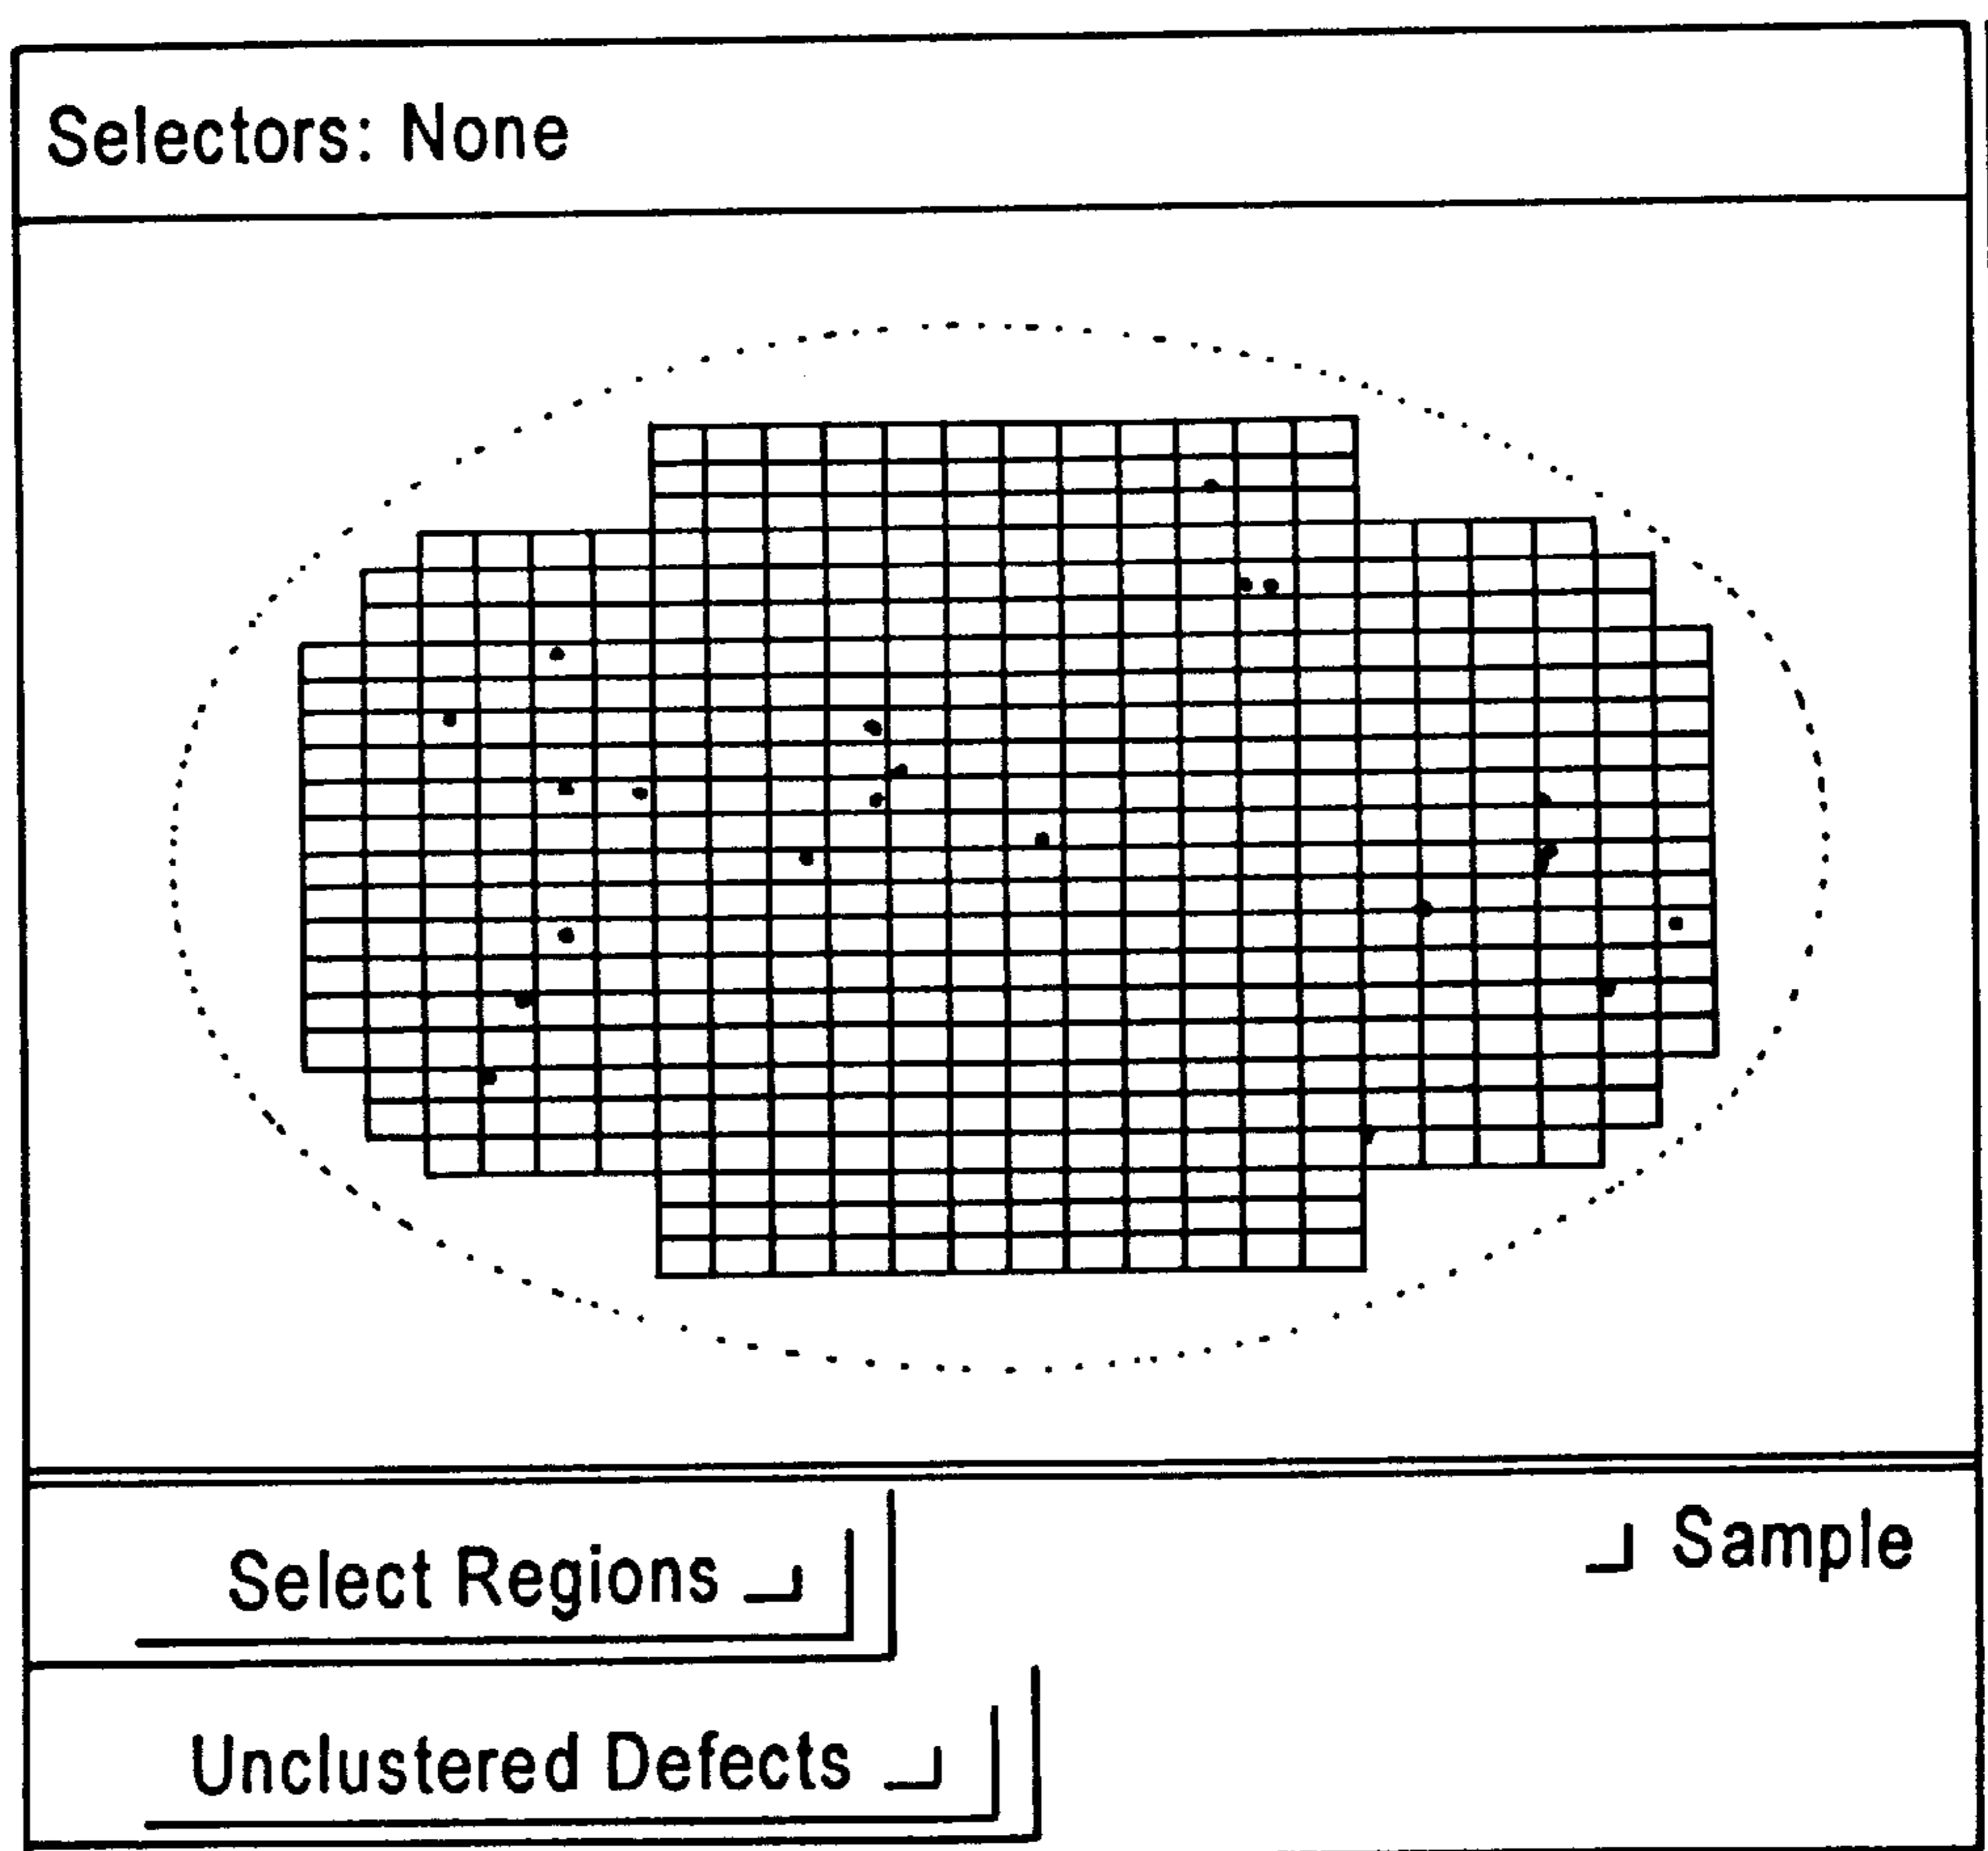 Selectors: None
Select Regions
Sample
Unclustered Defects